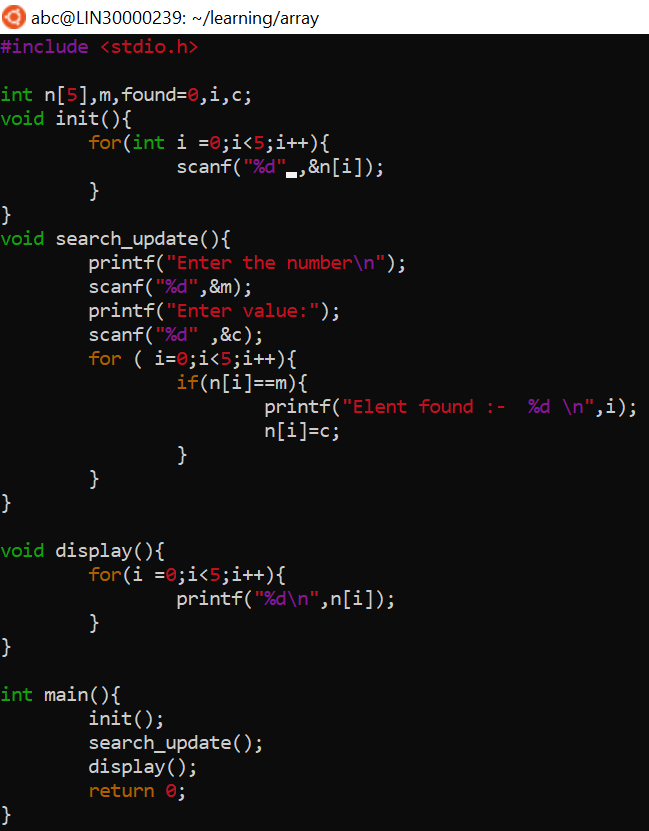 abc@LIN30000239: ~/learning/array
#include <stdio.h>

int n[5],m,found=0,i,c;
void init(){
        for(int i =0;i<5;i++){
                scanf("%d" ,&n[i]);
        }
}
void search_update(){
        printf("Enter the number\n");
        scanf("%d",&m);
        printf("Enter value:");
        scanf("%d" ,&c);
        for ( i=0;i<5;i++){
                if(n[i]==m){
                        printf("Elent found :-  %d \n",i);
                        n[i]=c;
                }
        }
}

void display(){
        for(i =0;i<5;i++){
                printf("%d\n",n[i]);
        }
}

int main(){
        init();
        search_update();
        display();
        return 0;
}